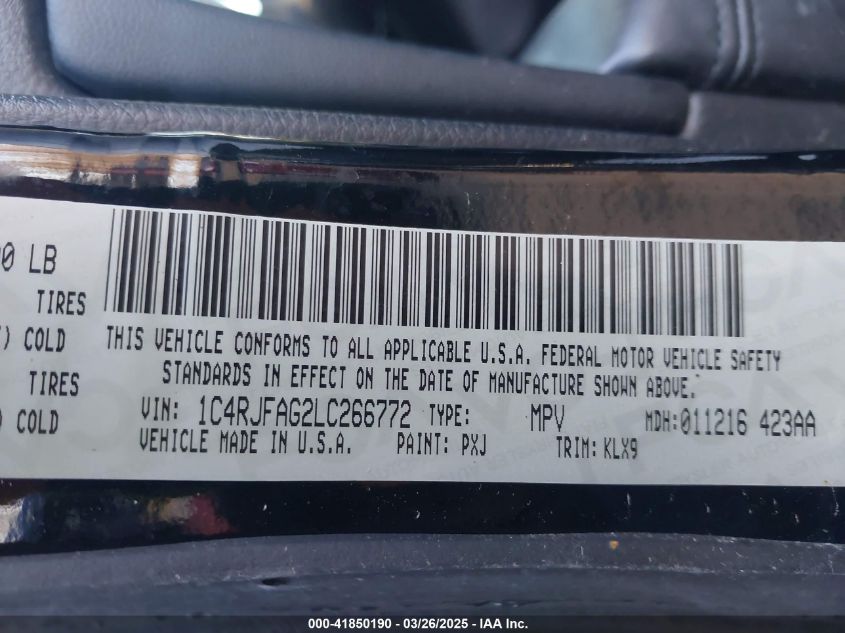 00 LB
TIRES
COLD
TIRES
COLD
THIS VEHICLE CONFORMS TO ALL APPLICABLE U.S.A. FEDERAL MOTOR VEHICLE SAFETY
STANDARDS IN EFFECT ON THE DATE OF MANUFACTURE SHOWN ABOVE.
VIN: 1C4RJFAG2LC266772 TYPE: MPV MDH:011216 423AA
VEHICLE MADE IN U.S.A. PAINT: PXJ TRIM: KLX9
000-41850190 - 03/26/2025 - IAA Inc.